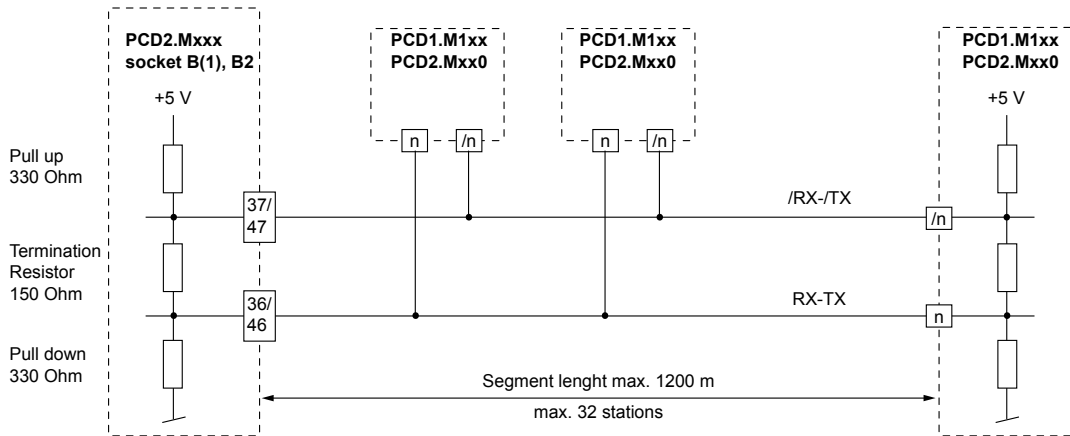 PCD2.Mxxx
socket B(1), B2
+5 V
PCD1.M1xx
PCD2.Mxx0
n
/n
PCD1.M1xx
PCD2.Mxx0
n
/n
PCD1.M1xx
PCD2.Mxx0
+5 V
Pull up
330 Ohm
37/
47
/RX-/TX
/n
Termination
Resistor
150 Ohm
36/
46
RX-TX
n
Pull down
330 Ohm
Segment lenght max. 1200 m
max. 32 stations